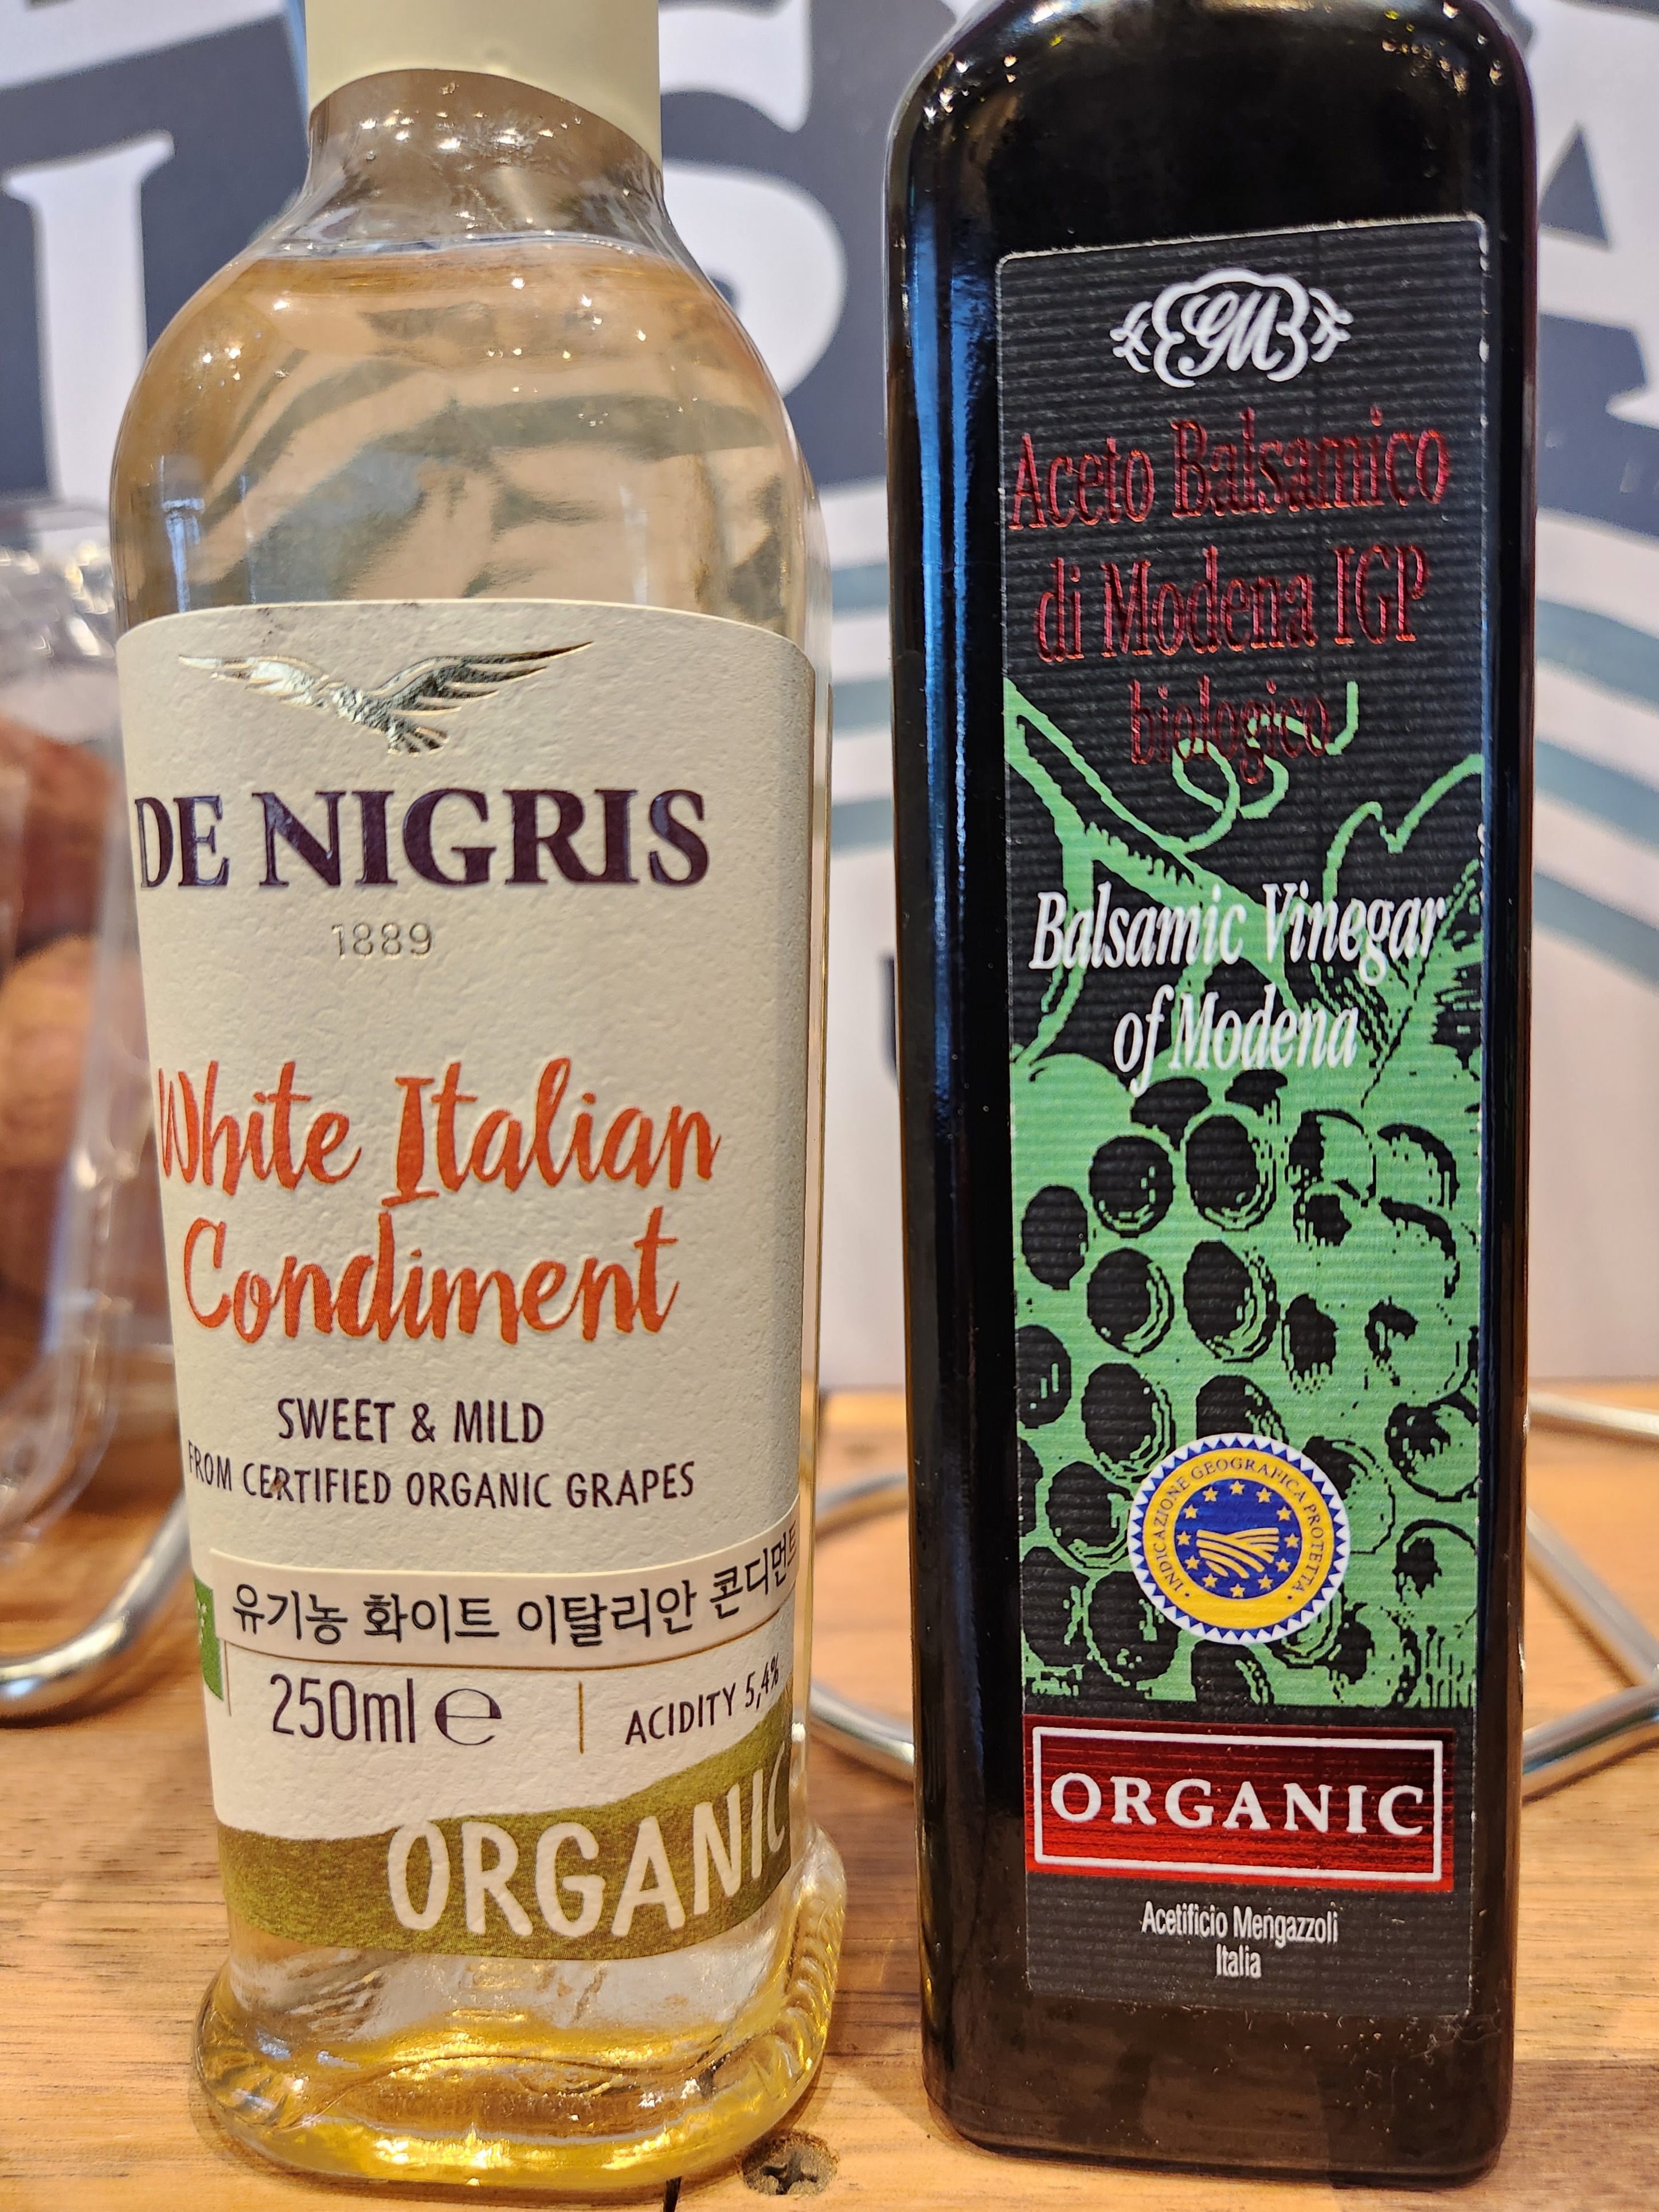 DE NIGRIS
1889
White Italian
Condiment
SWEET & MILD
FROM CERTIFIED ORGANIC GRAPES
유기농 화이트 이탈리안 콘디먼트
250ml ℮
ACIDITY 5,4%
ORGANIC
GM
Aceto Balsamico
di Modena IGP
biologico
Balsamic Vinegar
of Modena
INDICAZIONE GEOGRAFICA PROTETTA
ORGANIC
Acetificio Mengazzoli
Italia